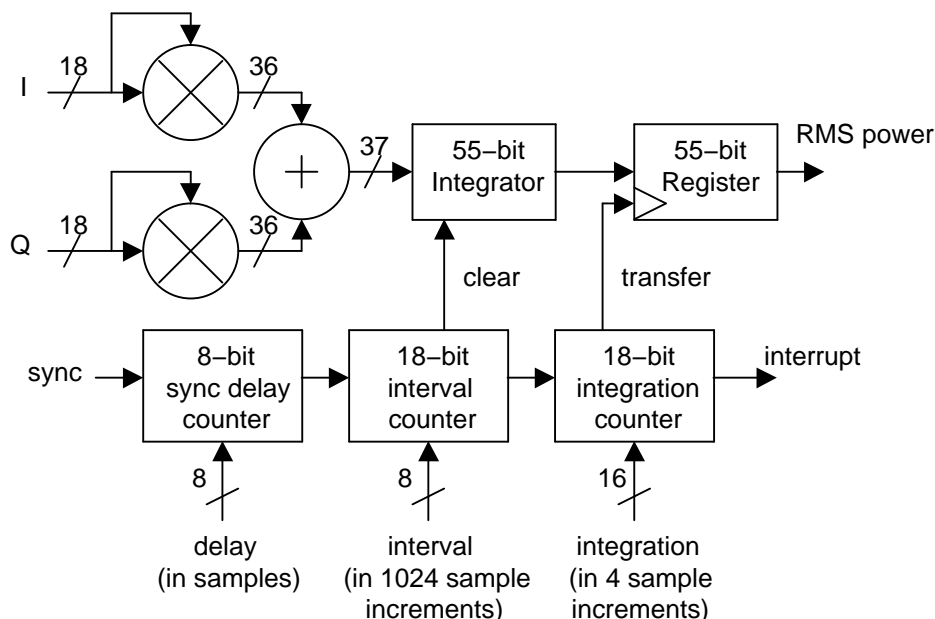 I
18
36
Q
18
36
+
37
55−bit
Integrator
55−bit
Register
RMS power
clear
transfer
sync
8−bit
sync delay
counter
18−bit
interval
counter
18−bit
integration
counter
interrupt
8
8
16
delay
(in samples)
interval
(in 1024 sample
increments)
integration
(in 4 sample
increments)